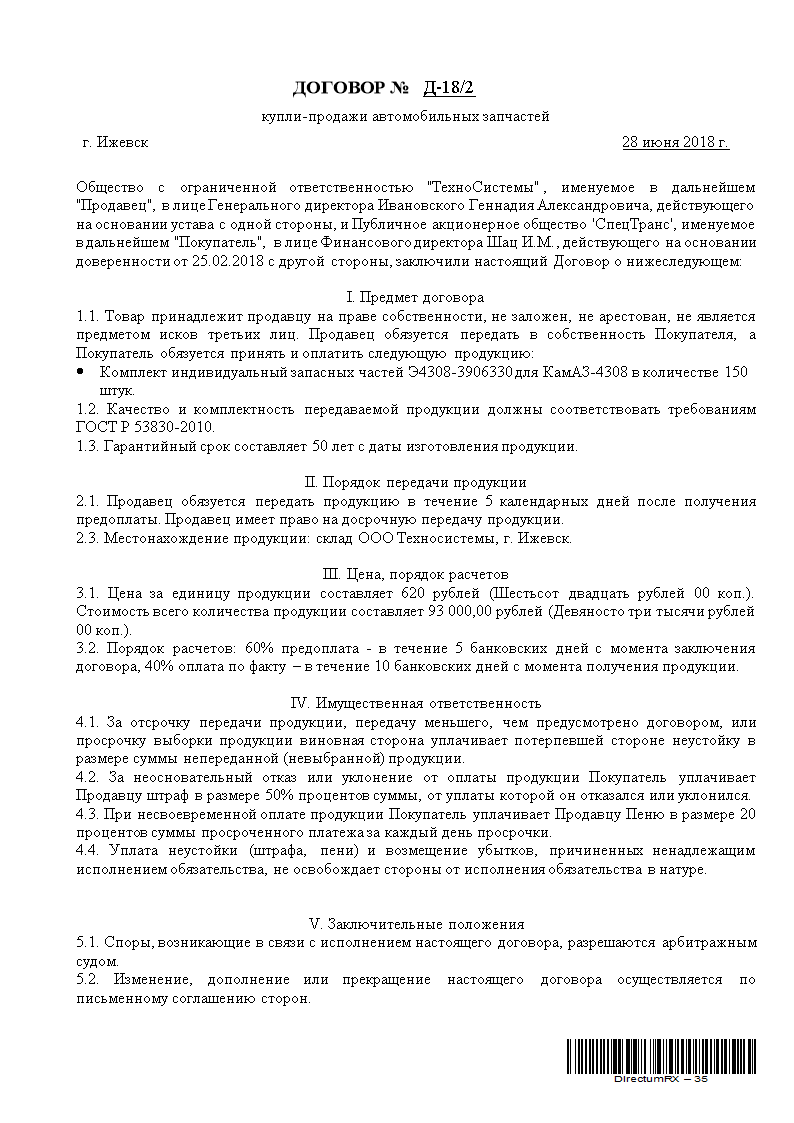 ДОГОВОР № Д-18/2
купли-продажи автомобильных запчастей
г. Ижевск 28 июня 2018 г.
Общество с ограниченной ответственностью "ТехноСистемы" , именуемое в дальнейшем
"Продавец", в лице Генерального директора Ивановского Геннадия Александровича, действующего
на основании устава с одной стороны, и Публичное акционерное общество 'СпецТранс', именуемое
в дальнейшем "Покупатель", в лице Финансового директора Шац И.М. , действующего на основании
доверенности от 25.02.2018 с другой стороны, заключили настоящий Договор о нижеследующем:
I. Предмет договора
1.1. Товар принадлежит продавцу на праве собственности, не заложен, не арестован, не является
предметом исков третьих лиц. Продавец обязуется передать в собственность Покупателя, а
Покупатель обязуется принять и оплатить следующую продукцию:
• Комплект индивидуальный запасных частей Э4308-3906330 для КамАЗ-4308 в количестве 150
штук.
1.2. Качество и комплектность передаваемой продукции должны соответствовать требованиям
ГОСТ Р 53830-2010.
1.3. Гарантийный срок составляет 50 лет с даты изготовления продукции.
II. Порядок передачи продукции
2.1. Продавец обязуется передать продукцию в течение 5 календарных дней после получения
предоплаты. Продавец имеет право на досрочную передачу продукции.
2.3. Местонахождение продукции: склад ООО Техносистемы, г. Ижевск.
III. Цена, порядок расчетов
3.1. Цена за единицу продукции составляет 620 рублей (Шестьсот двадцать рублей 00 коп.).
Стоимость всего количества продукции составляет 93 000,00 рублей (Девяносто три тысячи рублей
00 коп.).
3.2. Порядок расчетов: 60% предоплата - в течение 5 банковских дней с момента заключения
договора, 40% оплата по факту – в течение 10 банковских дней с момента получения продукции.
IV. Имущественная ответственность
4.1. За отсрочку передачи продукции, передачу меньшего, чем предусмотрено договором, или
просрочку выборки продукции виновная сторона уплачивает потерпевшей стороне неустойку в
размере суммы непереданной (невыбранной) продукции.
4.2. За неосновательный отказ или уклонение от оплаты продукции Покупатель уплачивает
Продавцу штраф в размере 50% процентов суммы, от уплаты которой он отказался или уклонился.
4.3. При несвоевременной оплате продукции Покупатель уплачивает Продавцу Пеню в размере 20
процентов суммы просроченного платежа за каждый день просрочки.
4.4. Уплата неустойки (штрафа, пени) и возмещение убытков, причиненных ненадлежащим
исполнением обязательства, не освобождает стороны от исполнения обязательства в натуре.
V. Заключительные положения
5.1. Споры, возникающие в связи с исполнением настоящего договора, разрешаются арбитражным
судом.
5.2. Изменение, дополнение или прекращение настоящего договора осуществляется по
письменному соглашению сторон.
DirectumRX – 35